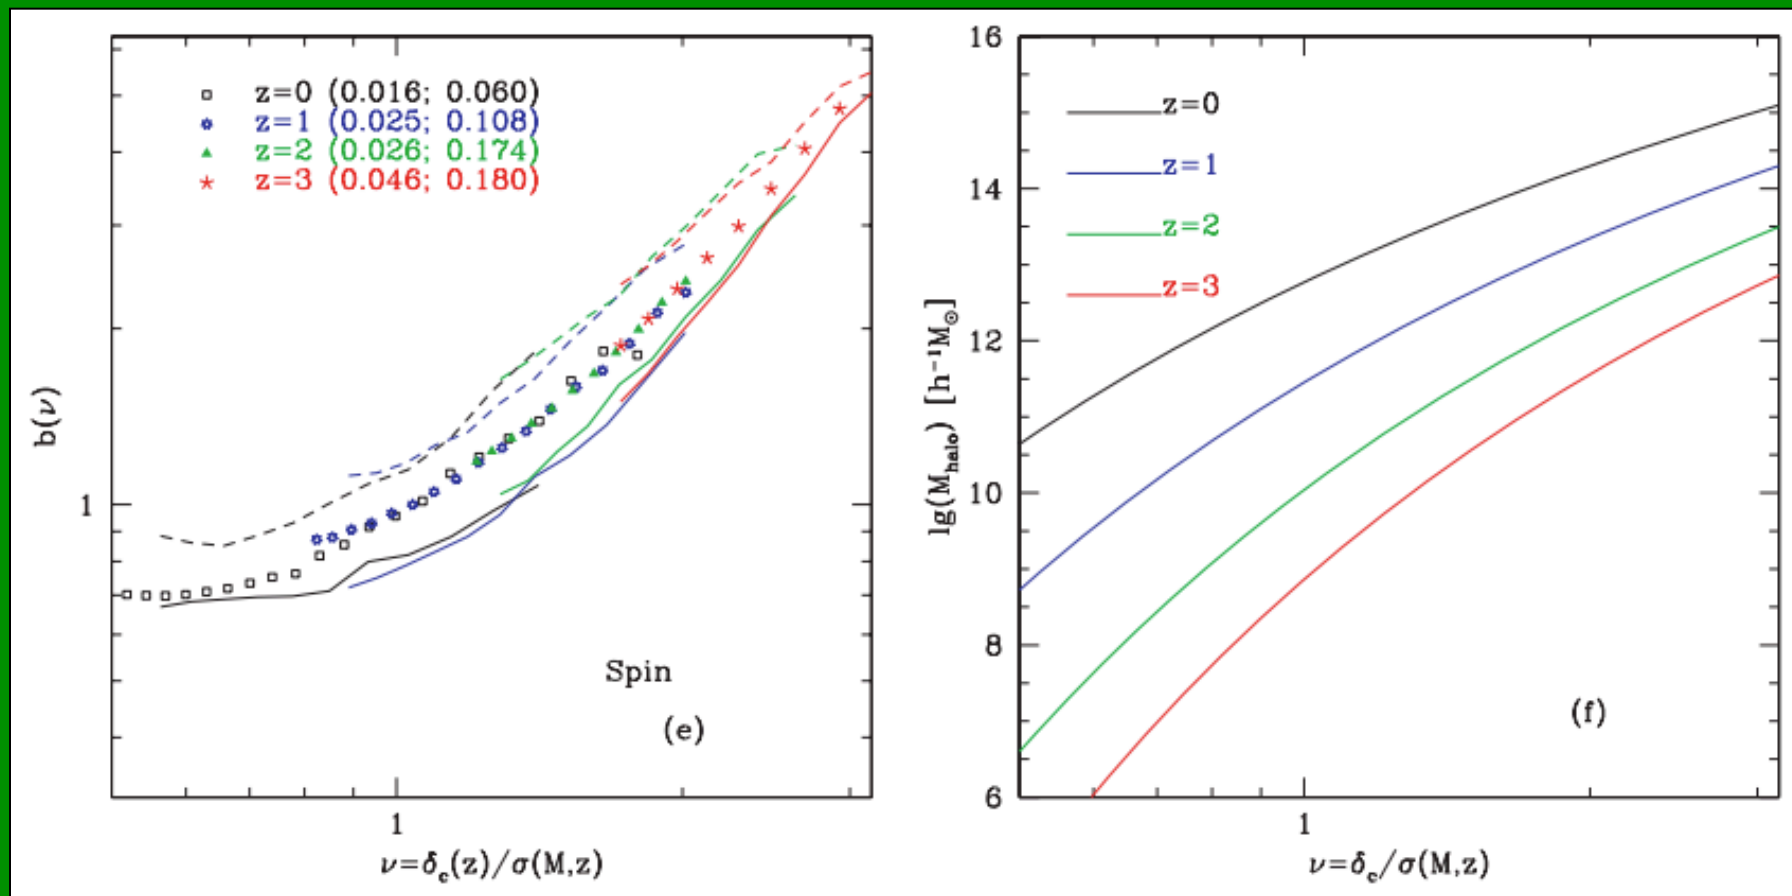 z=0 (0.016; 0.060)
z=1 (0.025; 0.108)
z=2 (0.026; 0.174)
z=3 (0.046; 0.180)
b(ν)
1
Spin
(e)
1
ν=δc(z)/σ(M,z)
16
14
12
10
8
6
lg(Mhalo) [h⁻¹M⊙]
z=0
z=1
z=2
z=3
(f)
1
ν=δc/σ(M,z)